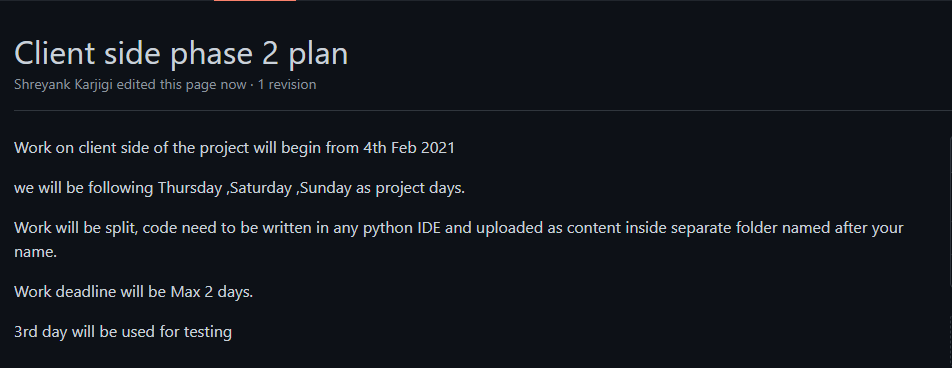 Client side phase 2 plan
Shreyank Karjigi edited this page now · 1 revision
Work on client side of the project will begin from 4th Feb 2021
we will be following Thursday ,Saturday ,Sunday as project days.
Work will be split, code need to be written in any python IDE and uploaded as content inside separate folder named after your
name.
Work deadline will be Max 2 days.
3rd day will be used for testing